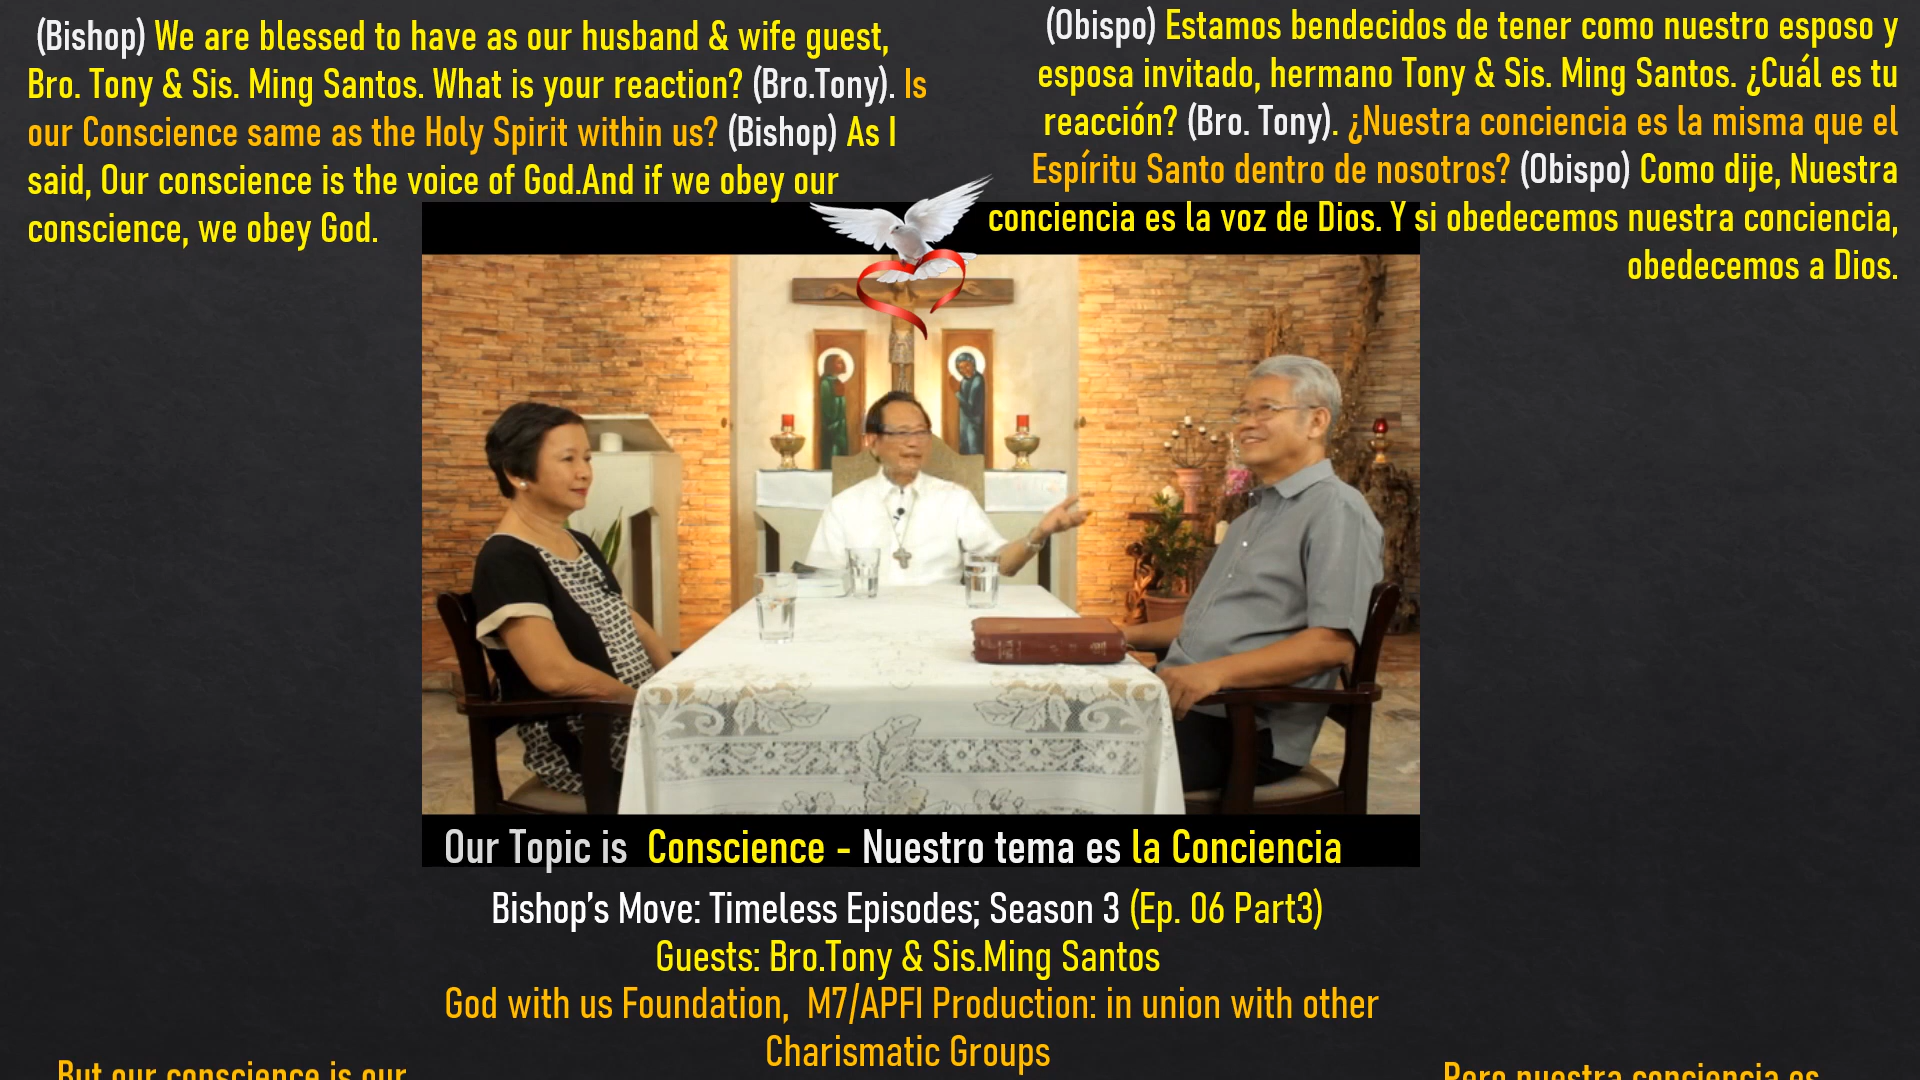 (Bishop) We are blessed to have as our husband & wife guest,
Bro. Tony & Sis. Ming Santos. What is your reaction? (Bro.Tony). Is
our Conscience same as the Holy Spirit within us? (Bishop) As I
said, Our conscience is the voice of God.And if we obey our
conscience, we obey God.
(Obispo) Estamos bendecidos de tener como nuestro esposo y
esposa invitado, hermano Tony & Sis. Ming Santos. ¿Cuál es tu
reacción? (Bro. Tony). ¿Nuestra conciencia es la misma que el
Espíritu Santo dentro de nosotros? (Obispo) Como dije, Nuestra
conciencia es la voz de Dios. Y si obedecemos nuestra conciencia,
obedecemos a Dios.
Our Topic is Conscience - Nuestro tema es la Conciencia
Bishop’s Move: Timeless Episodes; Season 3 (Ep. 06 Part3)
Guests: Bro.Tony & Sis.Ming Santos
God with us Foundation, M7/APFI Production: in union with other
Charismatic Groups
But our conscience is our
Pero nuestra conciencia es